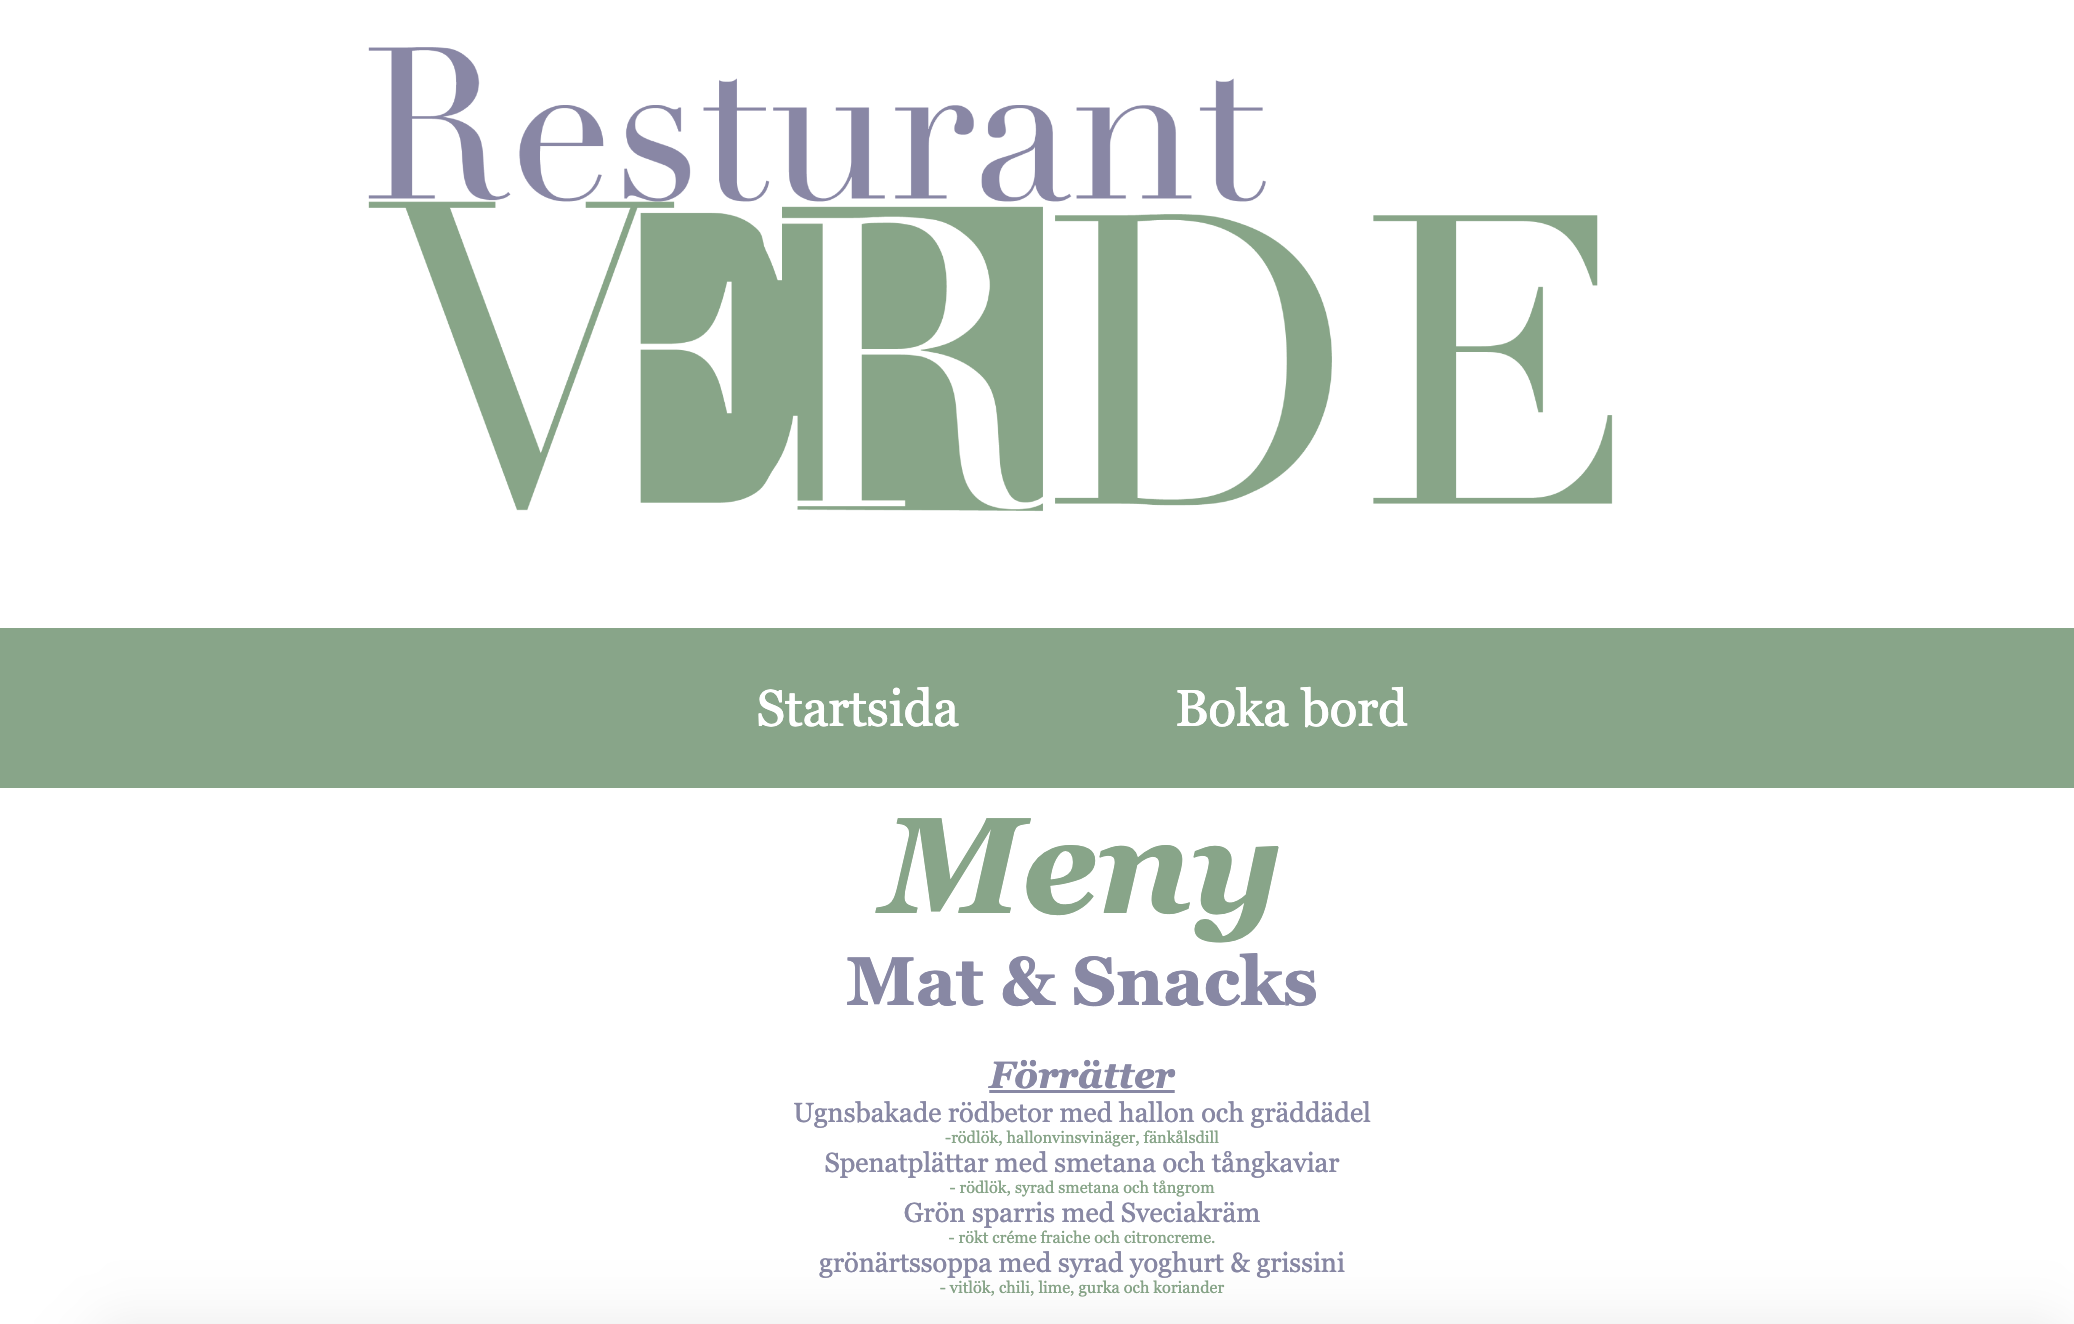 Resturant
VERDE
Startsida Boka bord
Meny
Mat & Snacks
Förrätter
Ugnsbakade rödbetor med hallon och gräddädel
-rödlök, hallonvinsvinäger, fänkålsdill
Spenatplättar med smetana och tångkaviar
- rödlök, syrad smetana och tångrom
Grön sparris med Sveciakräm
- rökt créme fraiche och citroncreme.
grönärtssoppa med syrad yoghurt & grissini
- vitlök, chili, lime, gurka och koriander